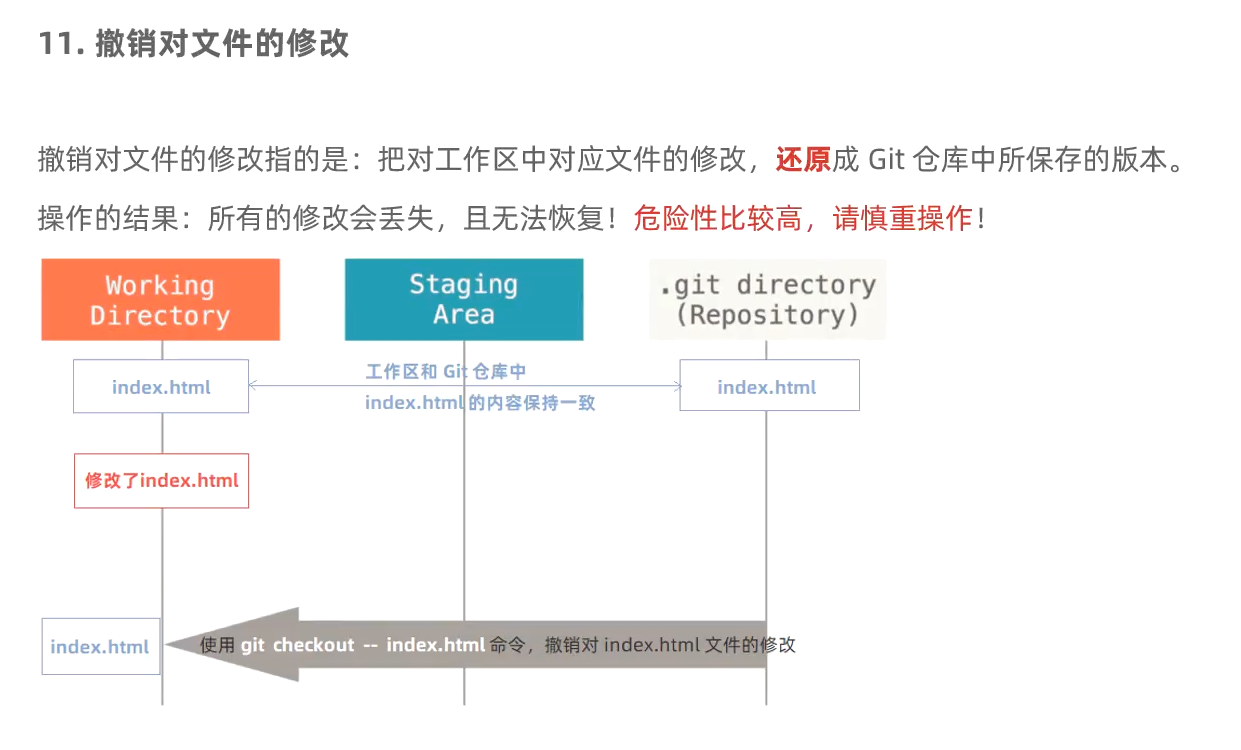 11. 撤销对文件的修改
撤销对文件的修改指的是：把对工作区中对应文件的修改，还原成 Git 仓库中所保存的版本。
操作的结果：所有的修改会丢失，且无法恢复！危险性比较高，请慎重操作！
Working
Directory
Staging
Area
.git directory
(Repository)
index.html
工作区和 Git 仓库中
index.html 的内容保持一致
index.html
修改了index.html
index.html
使用 git checkout -- index.html 命令，撤销对 index.html 文件的修改